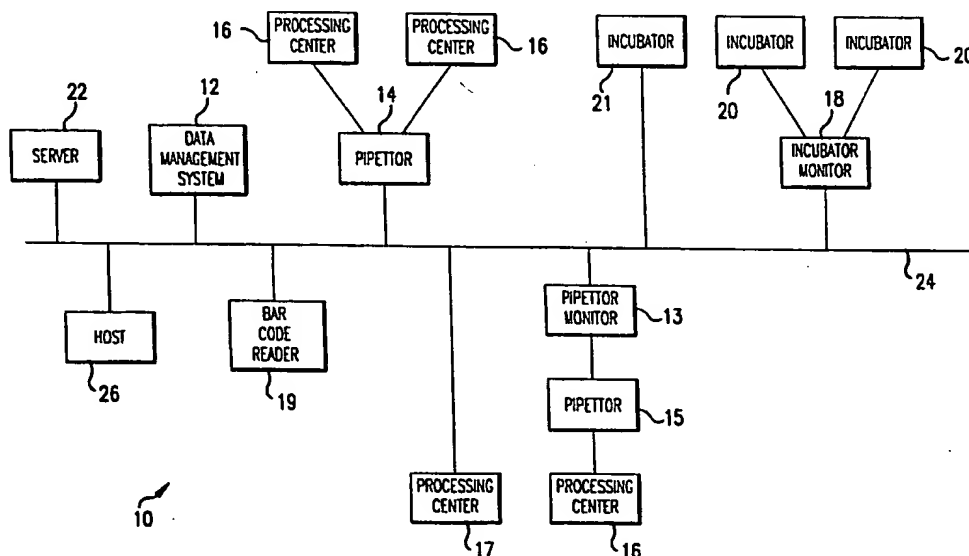 16
PROCESSING
CENTER
PROCESSING
CENTER
16
INCUBATOR
21
INCUBATOR
20
INCUBATOR
20
22
SERVER
12
DATA
MANAGEMENT
SYSTEM
14
PIPETTOR
18
INCUBATOR
MONITOR
24
HOST
26
BAR
CODE
READER
19
PIPETTOR
MONITOR
13
PIPETTOR
15
PROCESSING
CENTER
17
PROCESSING
CENTER
16
10